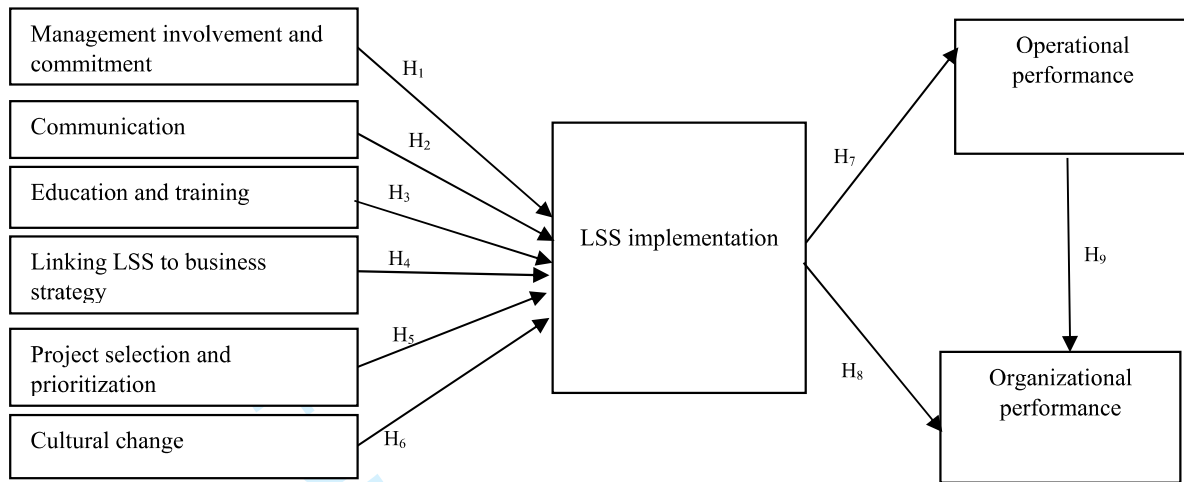 Management involvement and
commitment
H₁
Communication
H₂
Education and training
H₃
Linking LSS to business
strategy
H₄
Project selection and
prioritization
H₅
Cultural change
H₆
LSS implementation
H₇
H₈
Operational
performance
H₉
Organizational
performance